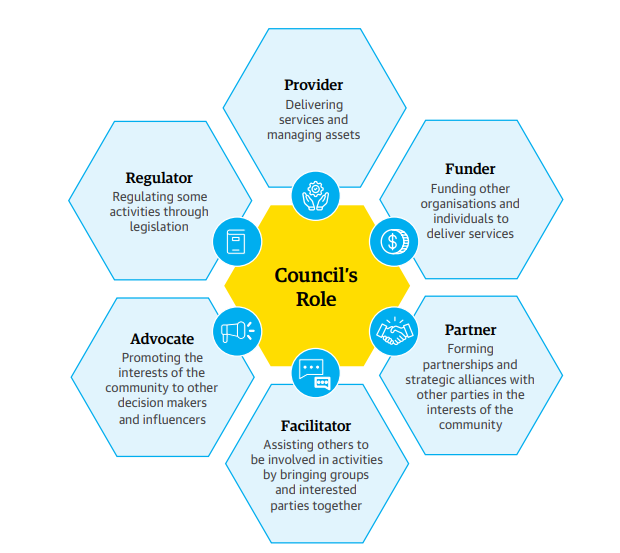 Provider
Delivering
services and
managing assets
Funder
Funding other
organisations and
individuals to
deliver services
Partner
Forming
partnerships and
strategic alliances with
other parties in the
interests of the
community
Facilitator
Assisting others to
be involved in activities
by bringing groups
and interested
parties together
Advocate
Promoting the
interests of the
community to other
decision makers
and influencers
Regulator
Regulating some
activities through
legislation
Council's
Role
$